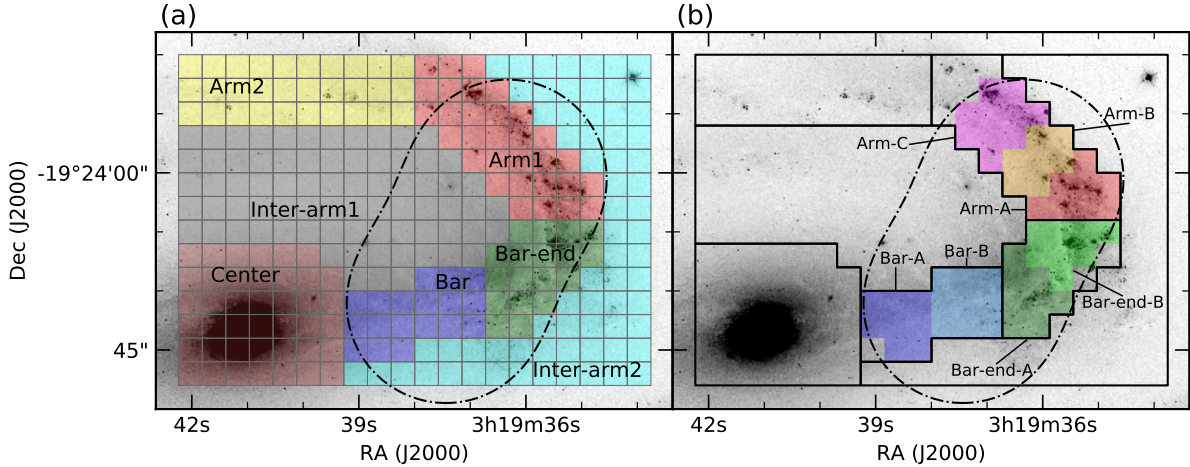 (a)
(b)
Arm2
Arm1
Inter-arm1
Center
Bar-end
Bar
Inter-arm2
Arm-B
Arm-C
Arm-A
Bar-B
Bar-A
Bar-end-B
Bar-end-A
-19°24'00"
45"
Dec (J2000)
42s 39s 3h19m36s
42s 39s 3h19m36s
RA (J2000)
RA (J2000)